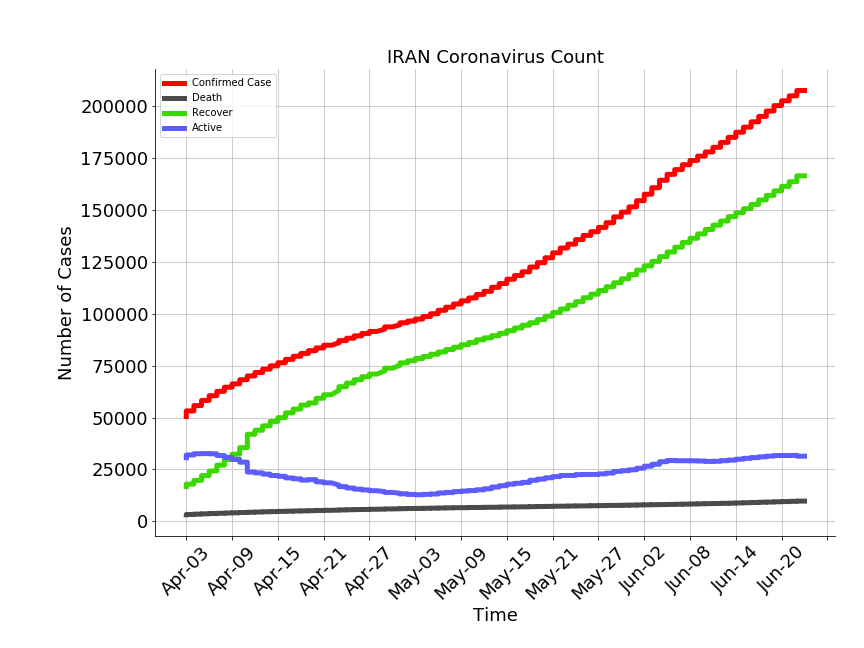 IRAN Coronavirus Count
Confirmed Case
Death
Recover
Active
200000
175000
150000
125000
100000
75000
50000
25000
0
Number of Cases
Apr-03
Apr-09
Apr-15
Apr-21
Apr-27
May-03
May-09
May-15
May-21
May-27
Jun-02
Jun-08
Jun-14
Jun-20
Time